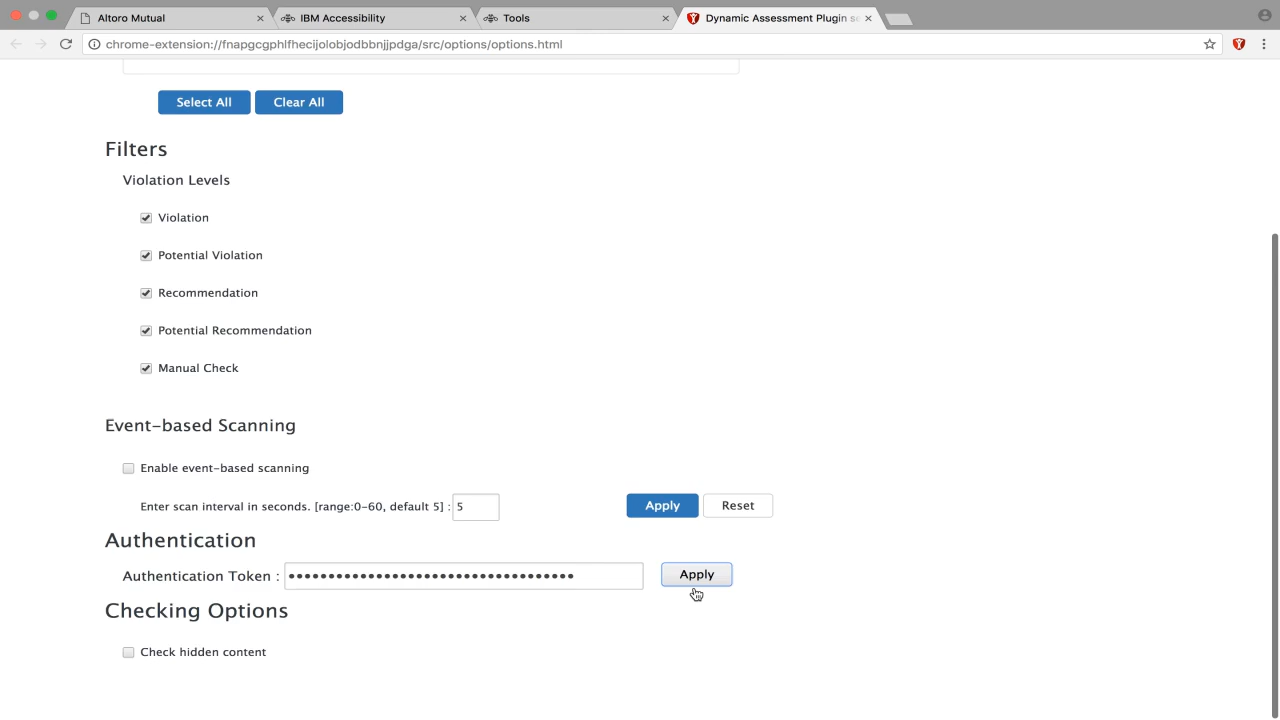 Altoro Mutual
IBM Accessibility
Tools
Dynamic Assessment Plugin se
chrome-extension://fnapgcgphlfhecijolobjodbbnjjpdga/src/options/options.html
Select All
Clear All
Filters
Violation Levels
Violation
Potential Violation
Recommendation
Potential Recommendation
Manual Check
Event-based Scanning
Enable event-based scanning
Enter scan interval in seconds. [range:0-60, default 5] : 5
Apply
Reset
Authentication
Authentication Token : ••••••••••••••••••••••••••••••••••••
Apply
Checking Options
Check hidden content